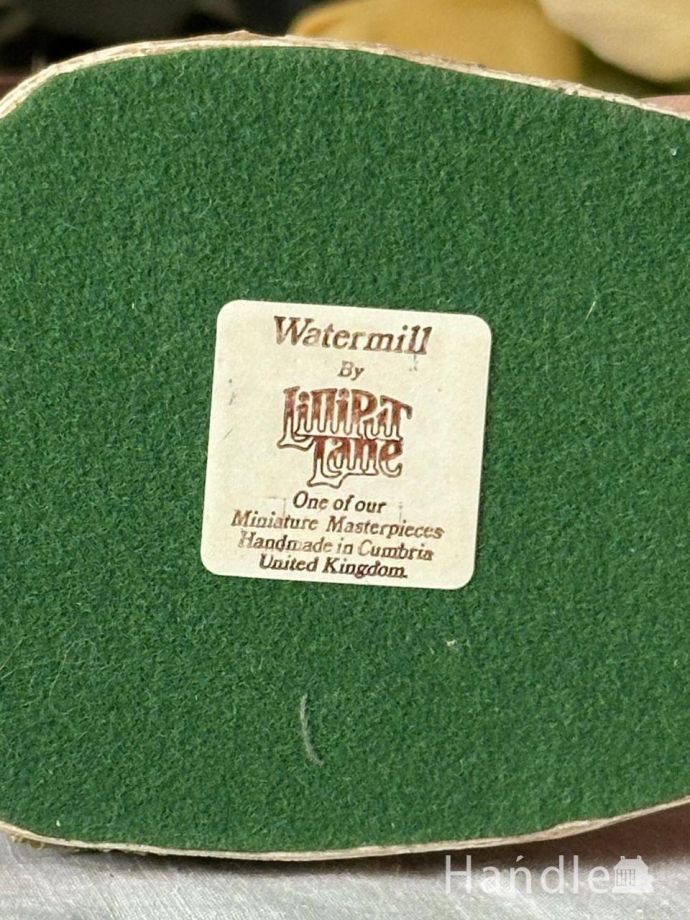 Watermill
By
LilliPuT
Lane
One of our
Miniature Masterpieces
Handmade in Cumbria
United Kingdom.
Handle